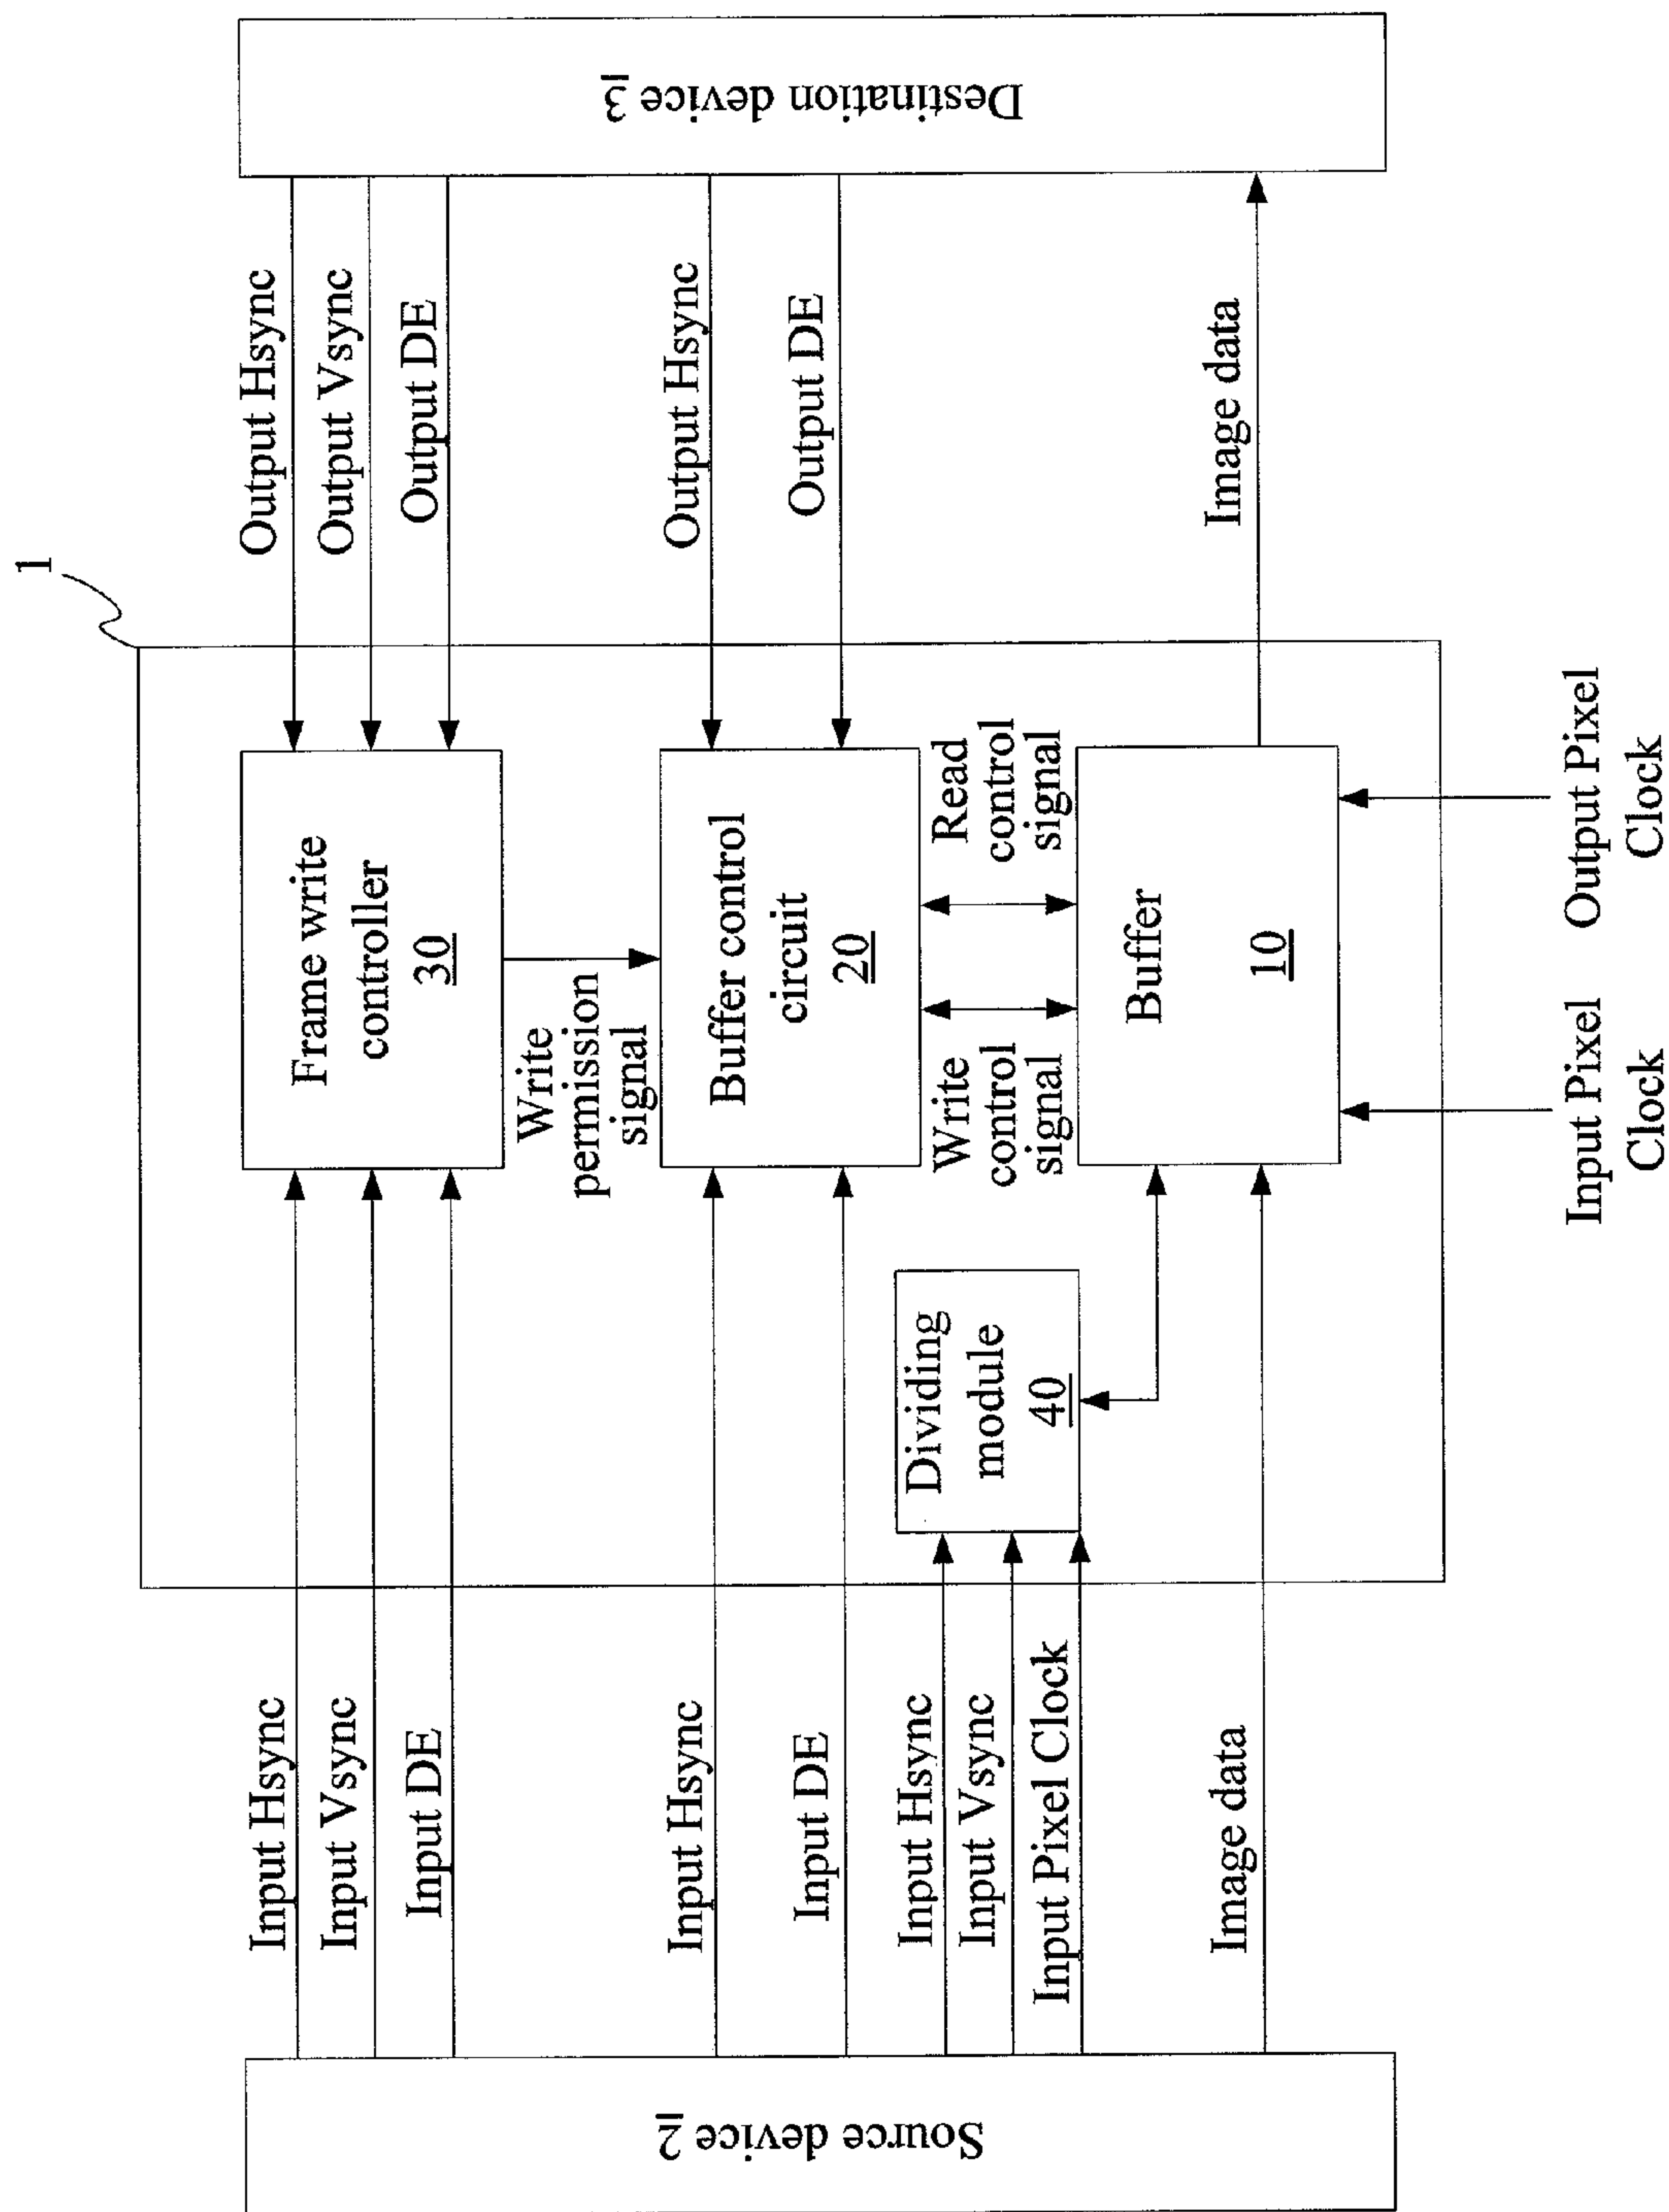 1
Source device 2
Input Hsync
Input Vsync
Input DE
Input Hsync
Input DE
Input Hsync
Input Vsync
Input Pixel Clock
Image data
Frame write
controller
30
Write
permission
signal
Buffer control
circuit
20
Write
control
signal
Read
control
signal
Dividing
module
40
Buffer
10
Input Pixel
Clock
Output Pixel
Clock
Output Hsync
Output Vsync
Output DE
Output Hsync
Output DE
Image data
Destination device 3